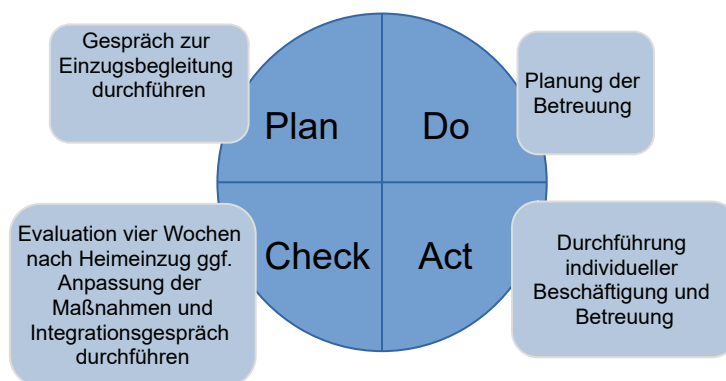 Gespräch zur
Einzugsbegleitung
durchführen
Planung der
Betreuung
Plan
Do
Check
Act
Evaluation vier Wochen
nach Heimeinzug ggf.
Anpassung der
Maßnahmen und
Integrationsgespräch
durchführen
Durchführung
individueller
Beschäftigung und
Betreuung